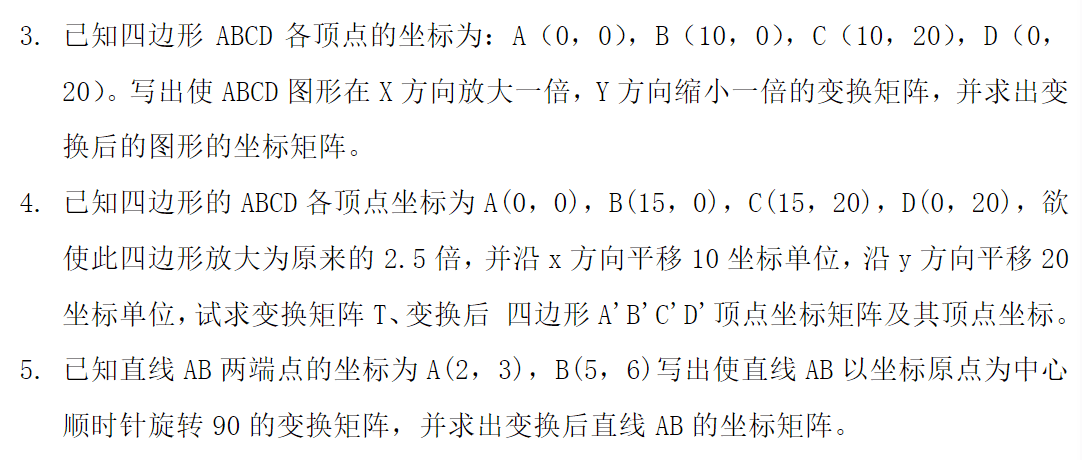 3. 已知四边形 ABCD 各顶点的坐标为：A（0，0），B（10，0），C（10，20），D（0，
20）。写出使 ABCD 图形在 X 方向放大一倍，Y 方向缩小一倍的变换矩阵，并求出变
换后的图形的坐标矩阵。
4. 已知四边形的 ABCD 各顶点坐标为 A(0，0)，B(15，0)，C(15，20)，D(0，20)，欲
使此四边形放大为原来的 2.5 倍，并沿 x 方向平移 10 坐标单位，沿 y 方向平移 20
坐标单位，试求变换矩阵 T、变换后 四边形 A'B'C'D'顶点坐标矩阵及其顶点坐标。
5. 已知直线 AB 两端点的坐标为 A(2，3)，B(5，6)写出使直线 AB 以坐标原点为中心
顺时针旋转 90 的变换矩阵，并求出变换后直线 AB 的坐标矩阵。